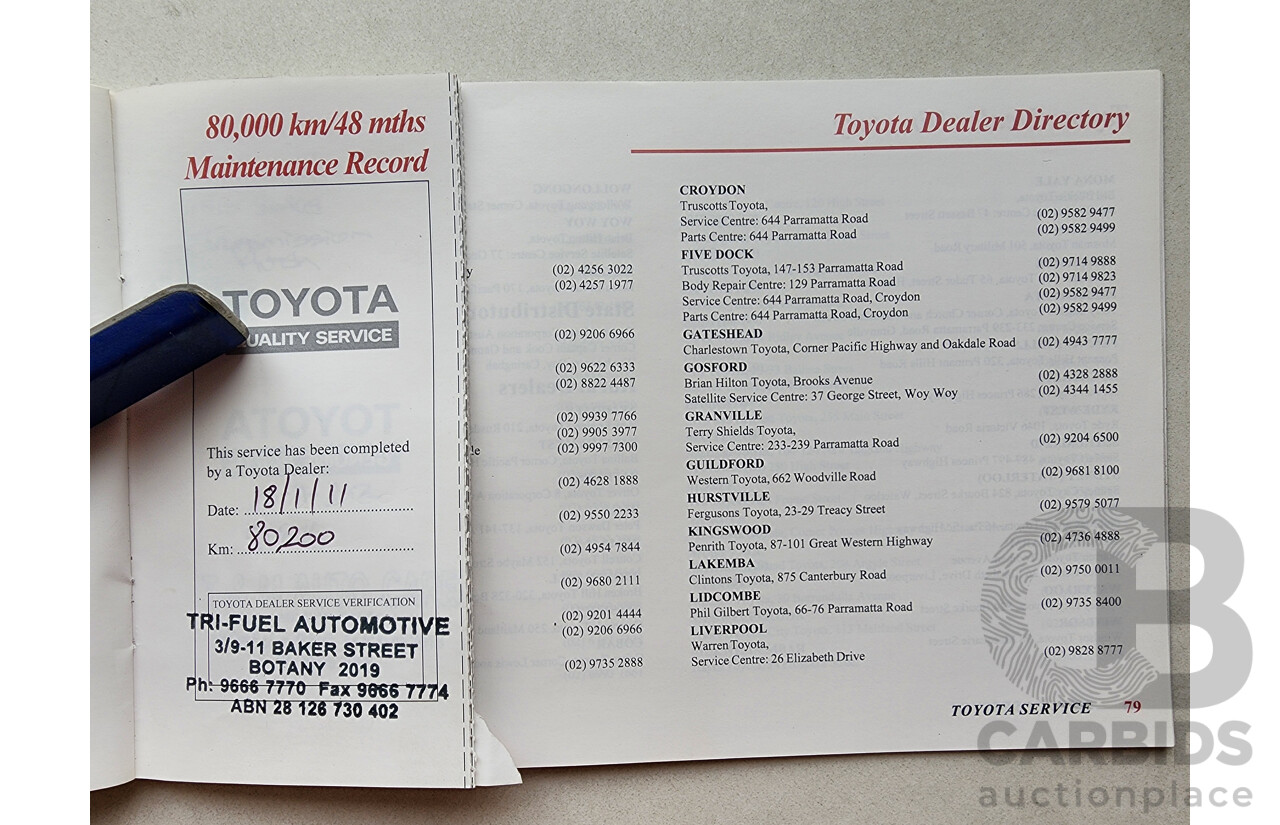 80,000 km/48 mths
Maintenance Record
TOYOTA
UALITY SERVICE
This service has been completed
by a Toyota Dealer:
Date: 18/1/11
Km: 80,200
TOYOTA DEALER SERVICE VERIFICATION
TRI-FUEL AUTOMOTIVE
3/9-11 BAKER STREET
BOTANY 2019
Ph: 9666 7770 Fax 9666 7774
ABN 28 126 730 402
y (02) 4256 3022
(02) 4257 1977
(02) 9206 6966
(02) 9622 6333
(02) 8822 4487
(02) 9939 7766
(02) 9905 3977
le (02) 9997 7300
(02) 4628 1888
(02) 9550 2233
(02) 4954 7844
(02) 9680 2111
(02) 9201 4444
(02) 9206 6966
(02) 9735 2888
Toyota Dealer Directory
CROYDON
Truscotts Toyota,
Service Centre: 644 Parramatta Road (02) 9582 9477
Parts Centre: 644 Parramatta Road (02) 9582 9499
FIVE DOCK
Truscotts Toyota, 147-153 Parramatta Road (02) 9714 9888
Body Repair Centre: 129 Parramatta Road (02) 9714 9823
Service Centre: 644 Parramatta Road, Croydon (02) 9582 9477
Parts Centre: 644 Parramatta Road, Croydon (02) 9582 9499
GATESHEAD
Charlestown Toyota, Corner Pacific Highway and Oakdale Road (02) 4943 7777
GOSFORD
Brian Hilton Toyota, Brooks Avenue (02) 4328 2888
Satellite Service Centre: 37 George Street, Woy Woy (02) 4344 1455
GRANVILLE
Terry Shields Toyota,
Service Centre: 233-239 Parramatta Road (02) 9204 6500
GUILDFORD
Western Toyota, 662 Woodville Road (02) 9681 8100
HURSTVILLE
Fergusons Toyota, 23-29 Treacy Street (02) 9579 5077
KINGSWOOD
Penrith Toyota, 87-101 Great Western Highway (02) 4736 4888
LAKEMBA
Clintons Toyota, 875 Canterbury Road (02) 9750 0011
LIDCOMBE
Phil Gilbert Toyota, 66-76 Parramatta Road (02) 9735 8400
LIVERPOOL
Warren Toyota,
Service Centre: 26 Elizabeth Drive (02) 9828 8777
TOYOTA SERVICE 79
CB
CARBIDS
auctionplace